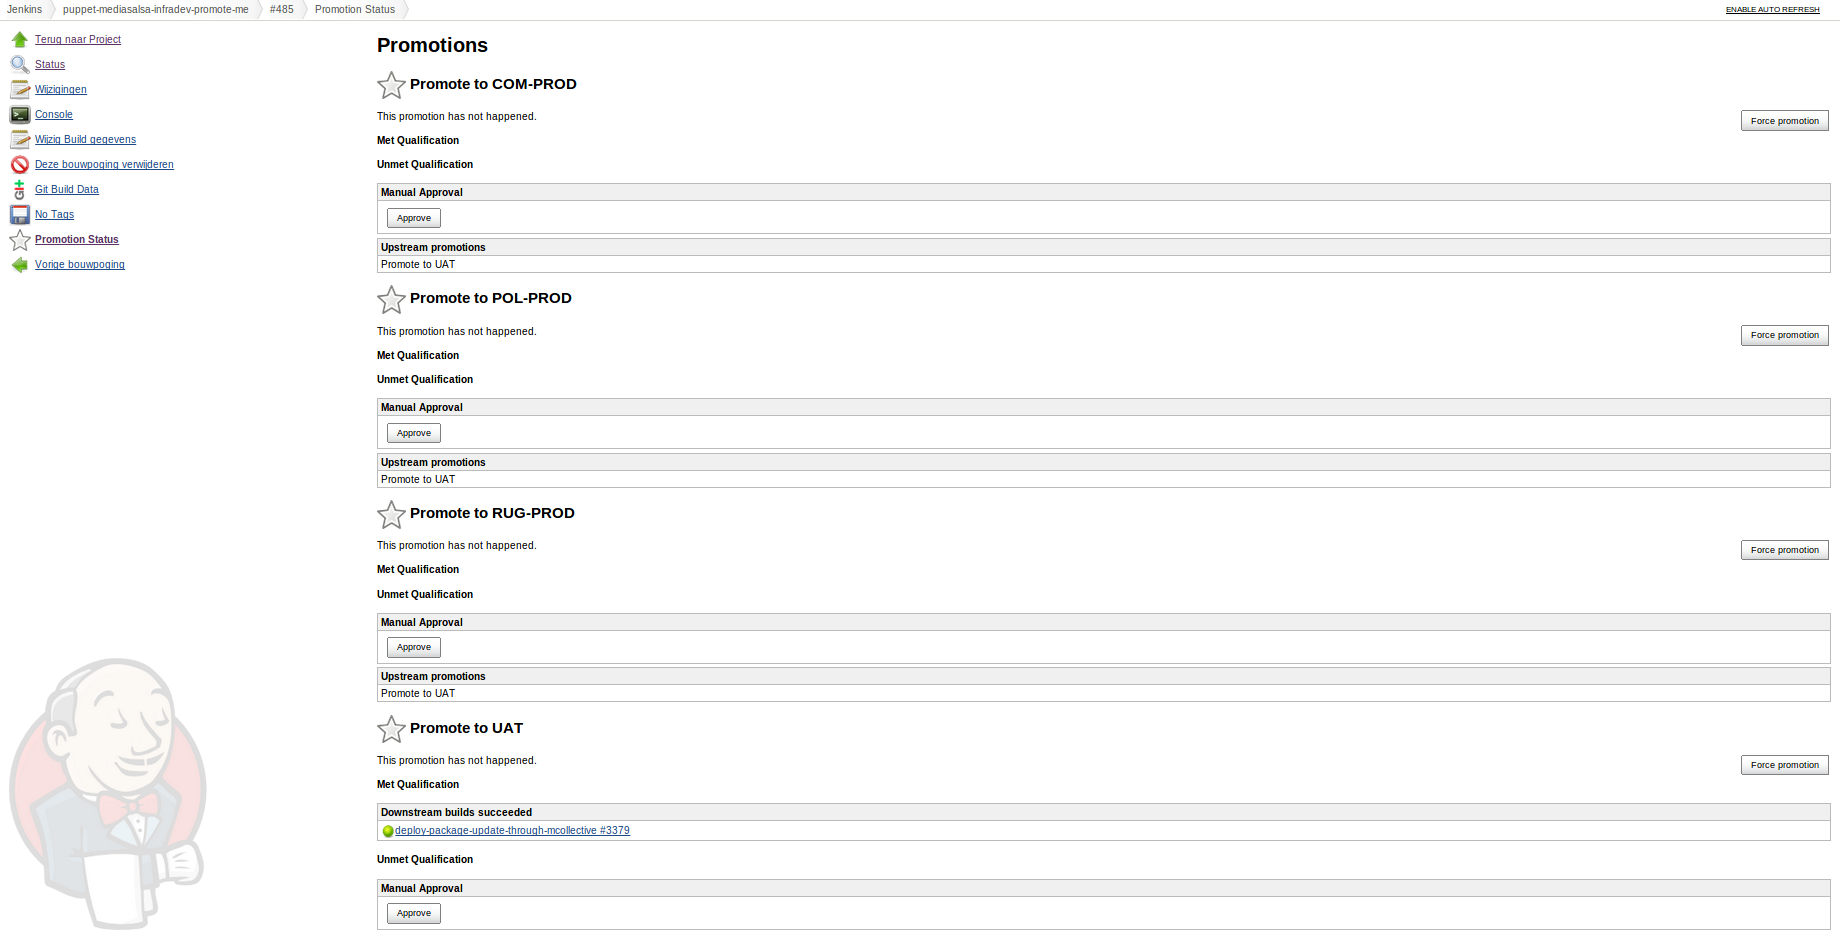 Jenkins puppet-mediasalsa-infradev-promote-me #485 Promotion Status ENABLE AUTO REFRESH
Terug naar Project
Status
Wijzigingen
Console
Wijzig Build gegevens
Deze bouwpoging verwijderen
Git Build Data
No Tags
Promotion Status
Vorige bouwpoging
Promotions
Promote to COM-PROD
This promotion has not happened.
Force promotion
Met Qualification
Unmet Qualification
Manual Approval
Approve
Upstream promotions
Promote to UAT
Promote to POL-PROD
This promotion has not happened.
Force promotion
Met Qualification
Unmet Qualification
Manual Approval
Approve
Upstream promotions
Promote to UAT
Promote to RUG-PROD
This promotion has not happened.
Force promotion
Met Qualification
Unmet Qualification
Manual Approval
Approve
Upstream promotions
Promote to UAT
Promote to UAT
This promotion has not happened.
Force promotion
Met Qualification
Downstream builds succeeded
deploy-package-update-through-mcollective #3379
Unmet Qualification
Manual Approval
Approve